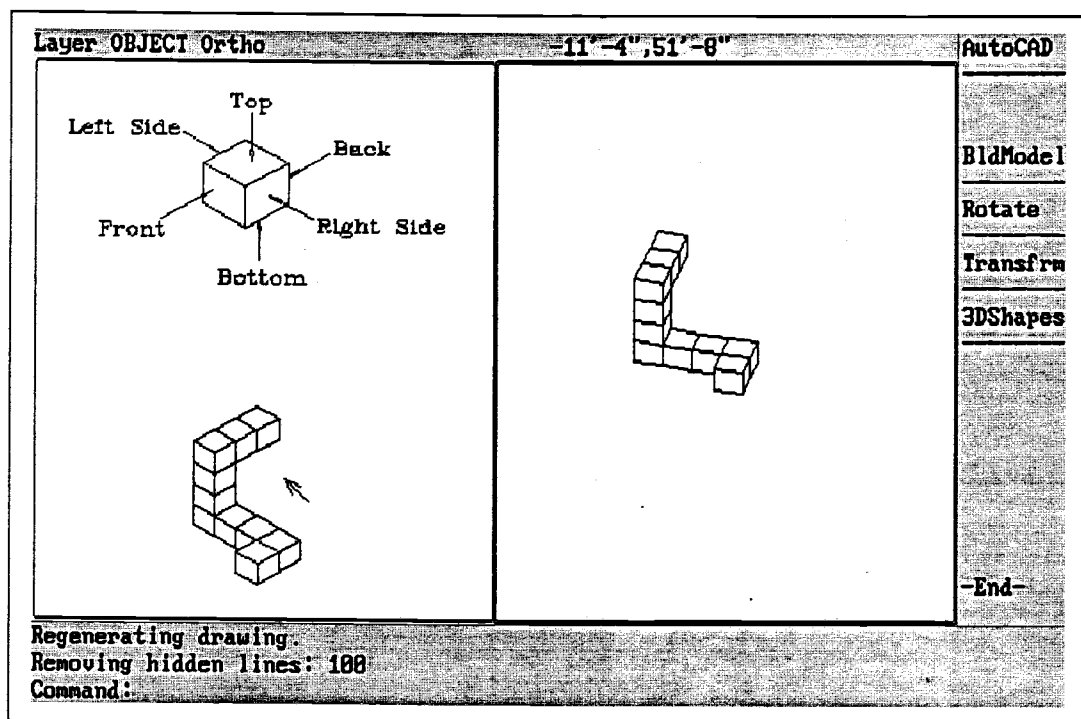 Layer OBJECT Ortho
-11'-4",51'-8"
AutoCAD
Top
Left Side
Back
Front
Right Side
Bottom
BldModel
Rotate
Transfrm
3DShapes
-End-
Regenerating drawing.
Removing hidden lines: 100
Command: